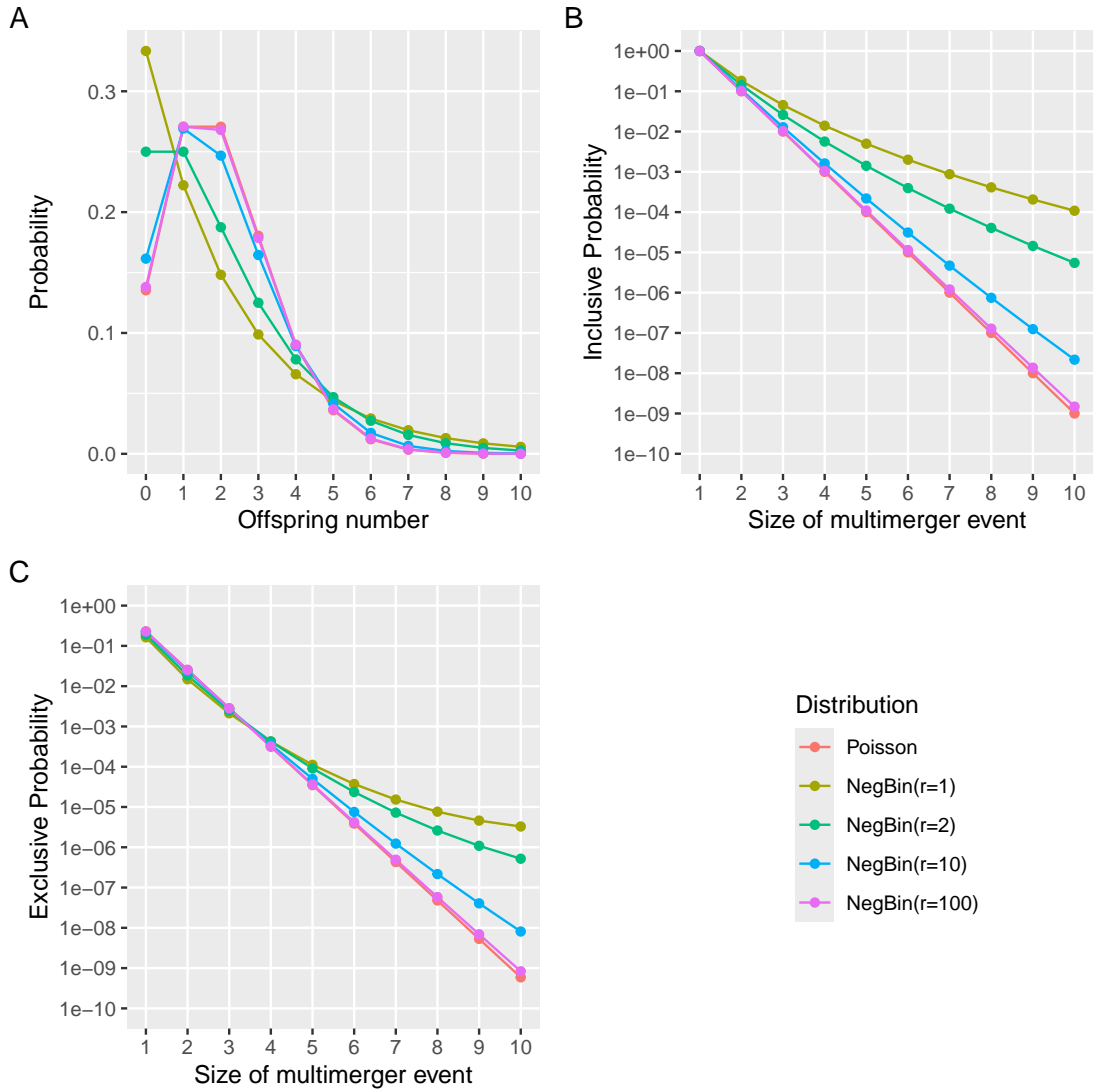 A
Probability
0.3
0.2
0.1
0.0
0 1 2 3 4 5 6 7 8 9 10
Offspring number
B
Inclusive Probability
1e+00
1e−01
1e−02
1e−03
1e−04
1e−05
1e−06
1e−07
1e−08
1e−09
1e−10
1 2 3 4 5 6 7 8 9 10
Size of multimerger event
C
Exclusive Probability
1e+00
1e−01
1e−02
1e−03
1e−04
1e−05
1e−06
1e−07
1e−08
1e−09
1e−10
1 2 3 4 5 6 7 8 9 10
Size of multimerger event
Distribution
Poisson
NegBin(r=1)
NegBin(r=2)
NegBin(r=10)
NegBin(r=100)